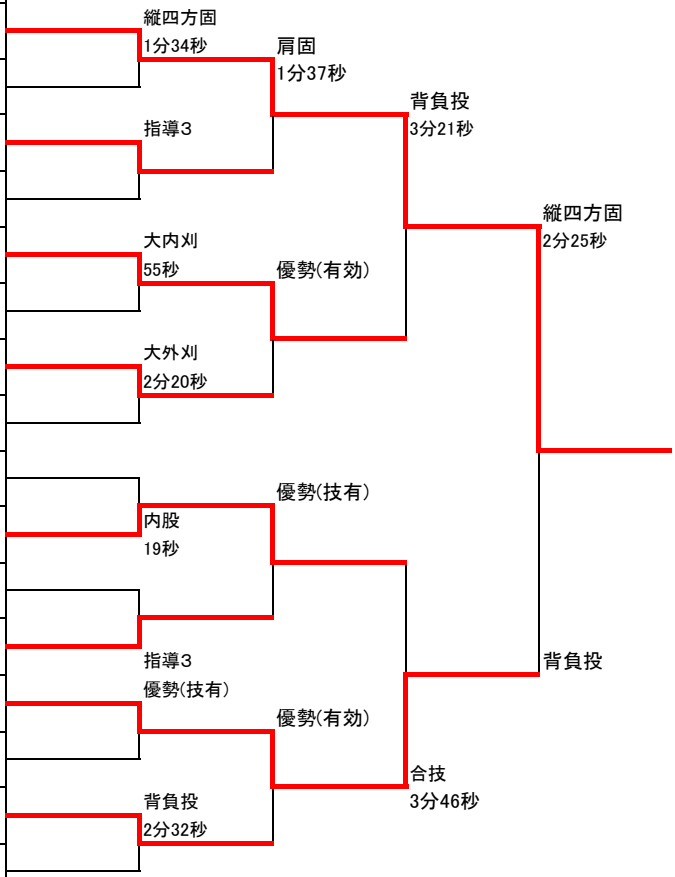 縦四方固
1分34秒
指導3
大内刈
55秒
大外刈
2分20秒
内股
19秒
指導3
優勢(技有)
背負投
2分32秒
肩固
1分37秒
優勢(有効)
優勢(技有)
優勢(有効)
背負投
3分21秒
合技
3分46秒
縦四方固
2分25秒
背負投